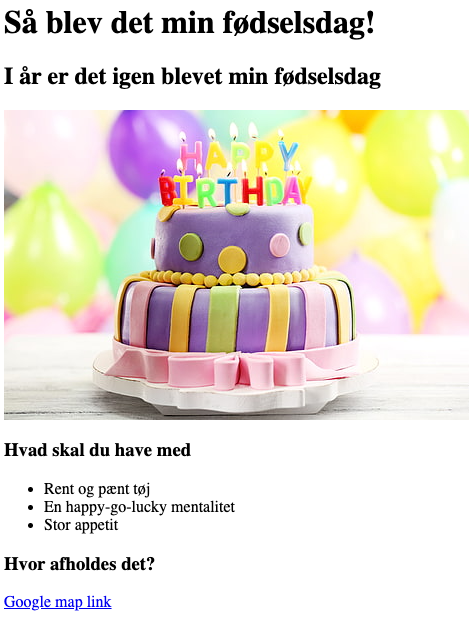 Så blev det min fødselsdag!
I år er det igen blevet min fødselsdag
HAPPY
BIRTHDAY
Hvad skal du have med
Rent og pænt tøj
En happy-go-lucky mentalitet
Stor appetit
Hvor afholdes det?
Google map link